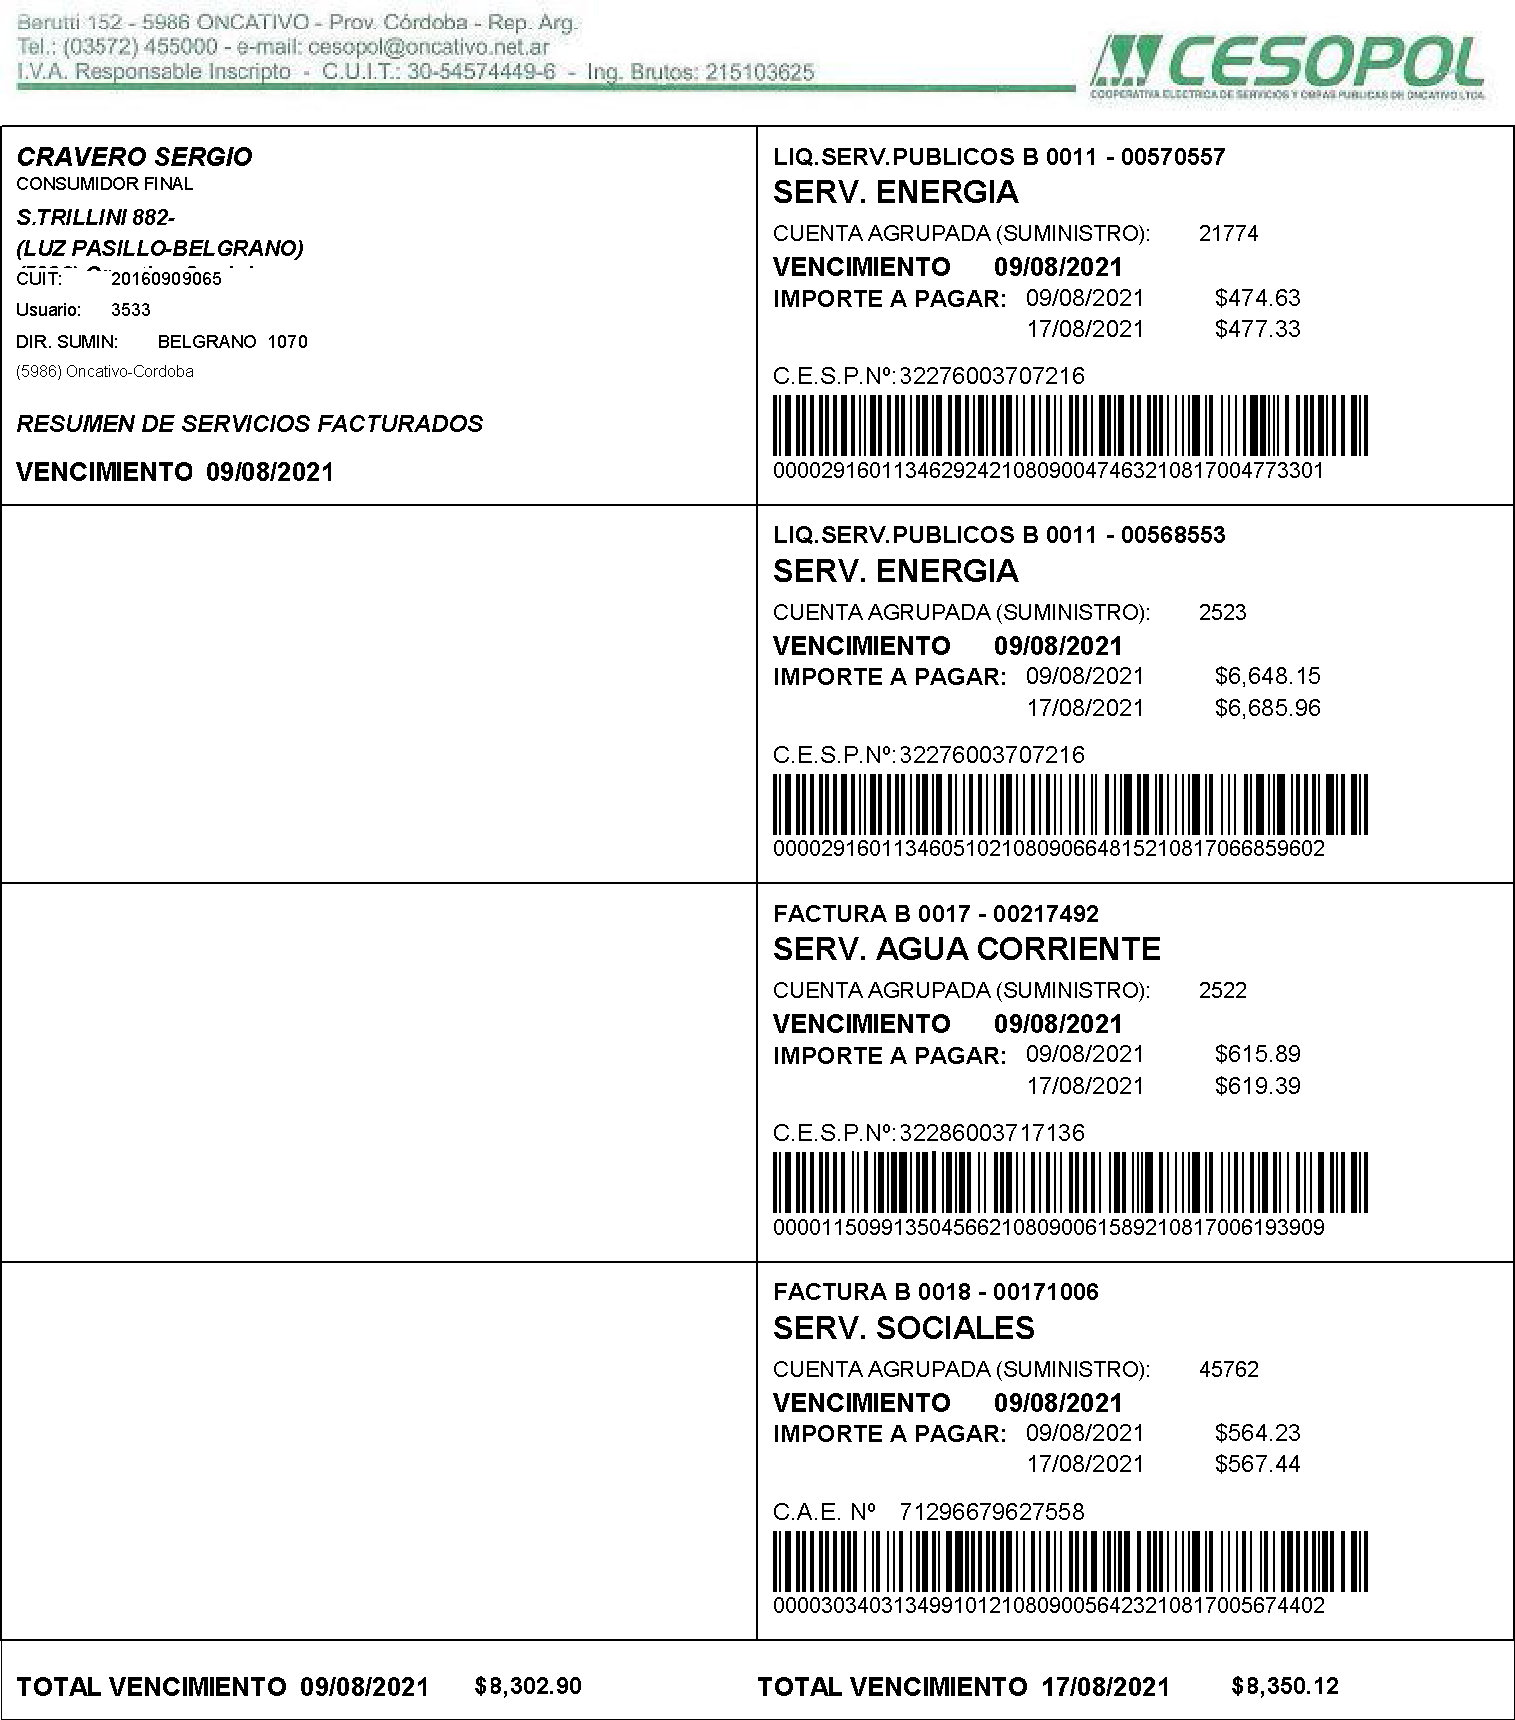 Berutti 152 - 5986 ONCATIVO - Prov. Córdoba - Rep. Arg.
Tel.: (03572) 455000 - e-mail: cesopol@oncativo.net.ar
I.V.A. Responsable Inscripto - C.U.I.T.: 30-54574449-6 - Ing. Brutos: 215103625
CESOPOL
COOPERATIVA ELECTRICA DE SERVICIOS Y OBRAS PUBLICAS DE ONCATIVO LTDA.
CRAVERO SERGIO
CONSUMIDOR FINAL
S.TRILLINI 882-
(LUZ PASILLO-BELGRANO)
CUIT: 20160909065
Usuario: 3533
DIR. SUMIN: BELGRANO 1070
(5986) Oncativo-Cordoba
RESUMEN DE SERVICIOS FACTURADOS
VENCIMIENTO 09/08/2021
LIQ.SERV.PUBLICOS B 0011 - 00570557
SERV. ENERGIA
CUENTA AGRUPADA (SUMINISTRO): 21774
VENCIMIENTO 09/08/2021
IMPORTE A PAGAR: 09/08/2021 $474.63
17/08/2021 $477.33
C.E.S.P.Nº: 32276003707216
00002916011346292421080900474632108170047733​01
LIQ.SERV.PUBLICOS B 0011 - 00568553
SERV. ENERGIA
CUENTA AGRUPADA (SUMINISTRO): 2523
VENCIMIENTO 09/08/2021
IMPORTE A PAGAR: 09/08/2021 $6,648.15
17/08/2021 $6,685.96
C.E.S.P.Nº: 32276003707216
0000291601134605102108090664815210817066859602
FACTURA B 0017 - 00217492
SERV. AGUA CORRIENTE
CUENTA AGRUPADA (SUMINISTRO): 2522
VENCIMIENTO 09/08/2021
IMPORTE A PAGAR: 09/08/2021 $615.89
17/08/2021 $619.39
C.E.S.P.Nº: 32286003717136
0000115099135045662108090061589210817006193909
FACTURA B 0018 - 00171006
SERV. SOCIALES
CUENTA AGRUPADA (SUMINISTRO): 45762
VENCIMIENTO 09/08/2021
IMPORTE A PAGAR: 09/08/2021 $564.23
17/08/2021 $567.44
C.A.E. Nº 71296679627558
0000303403134991012108090056423210817005674402
TOTAL VENCIMIENTO 09/08/2021 $8,302.90
TOTAL VENCIMIENTO 17/08/2021 $8,350.12